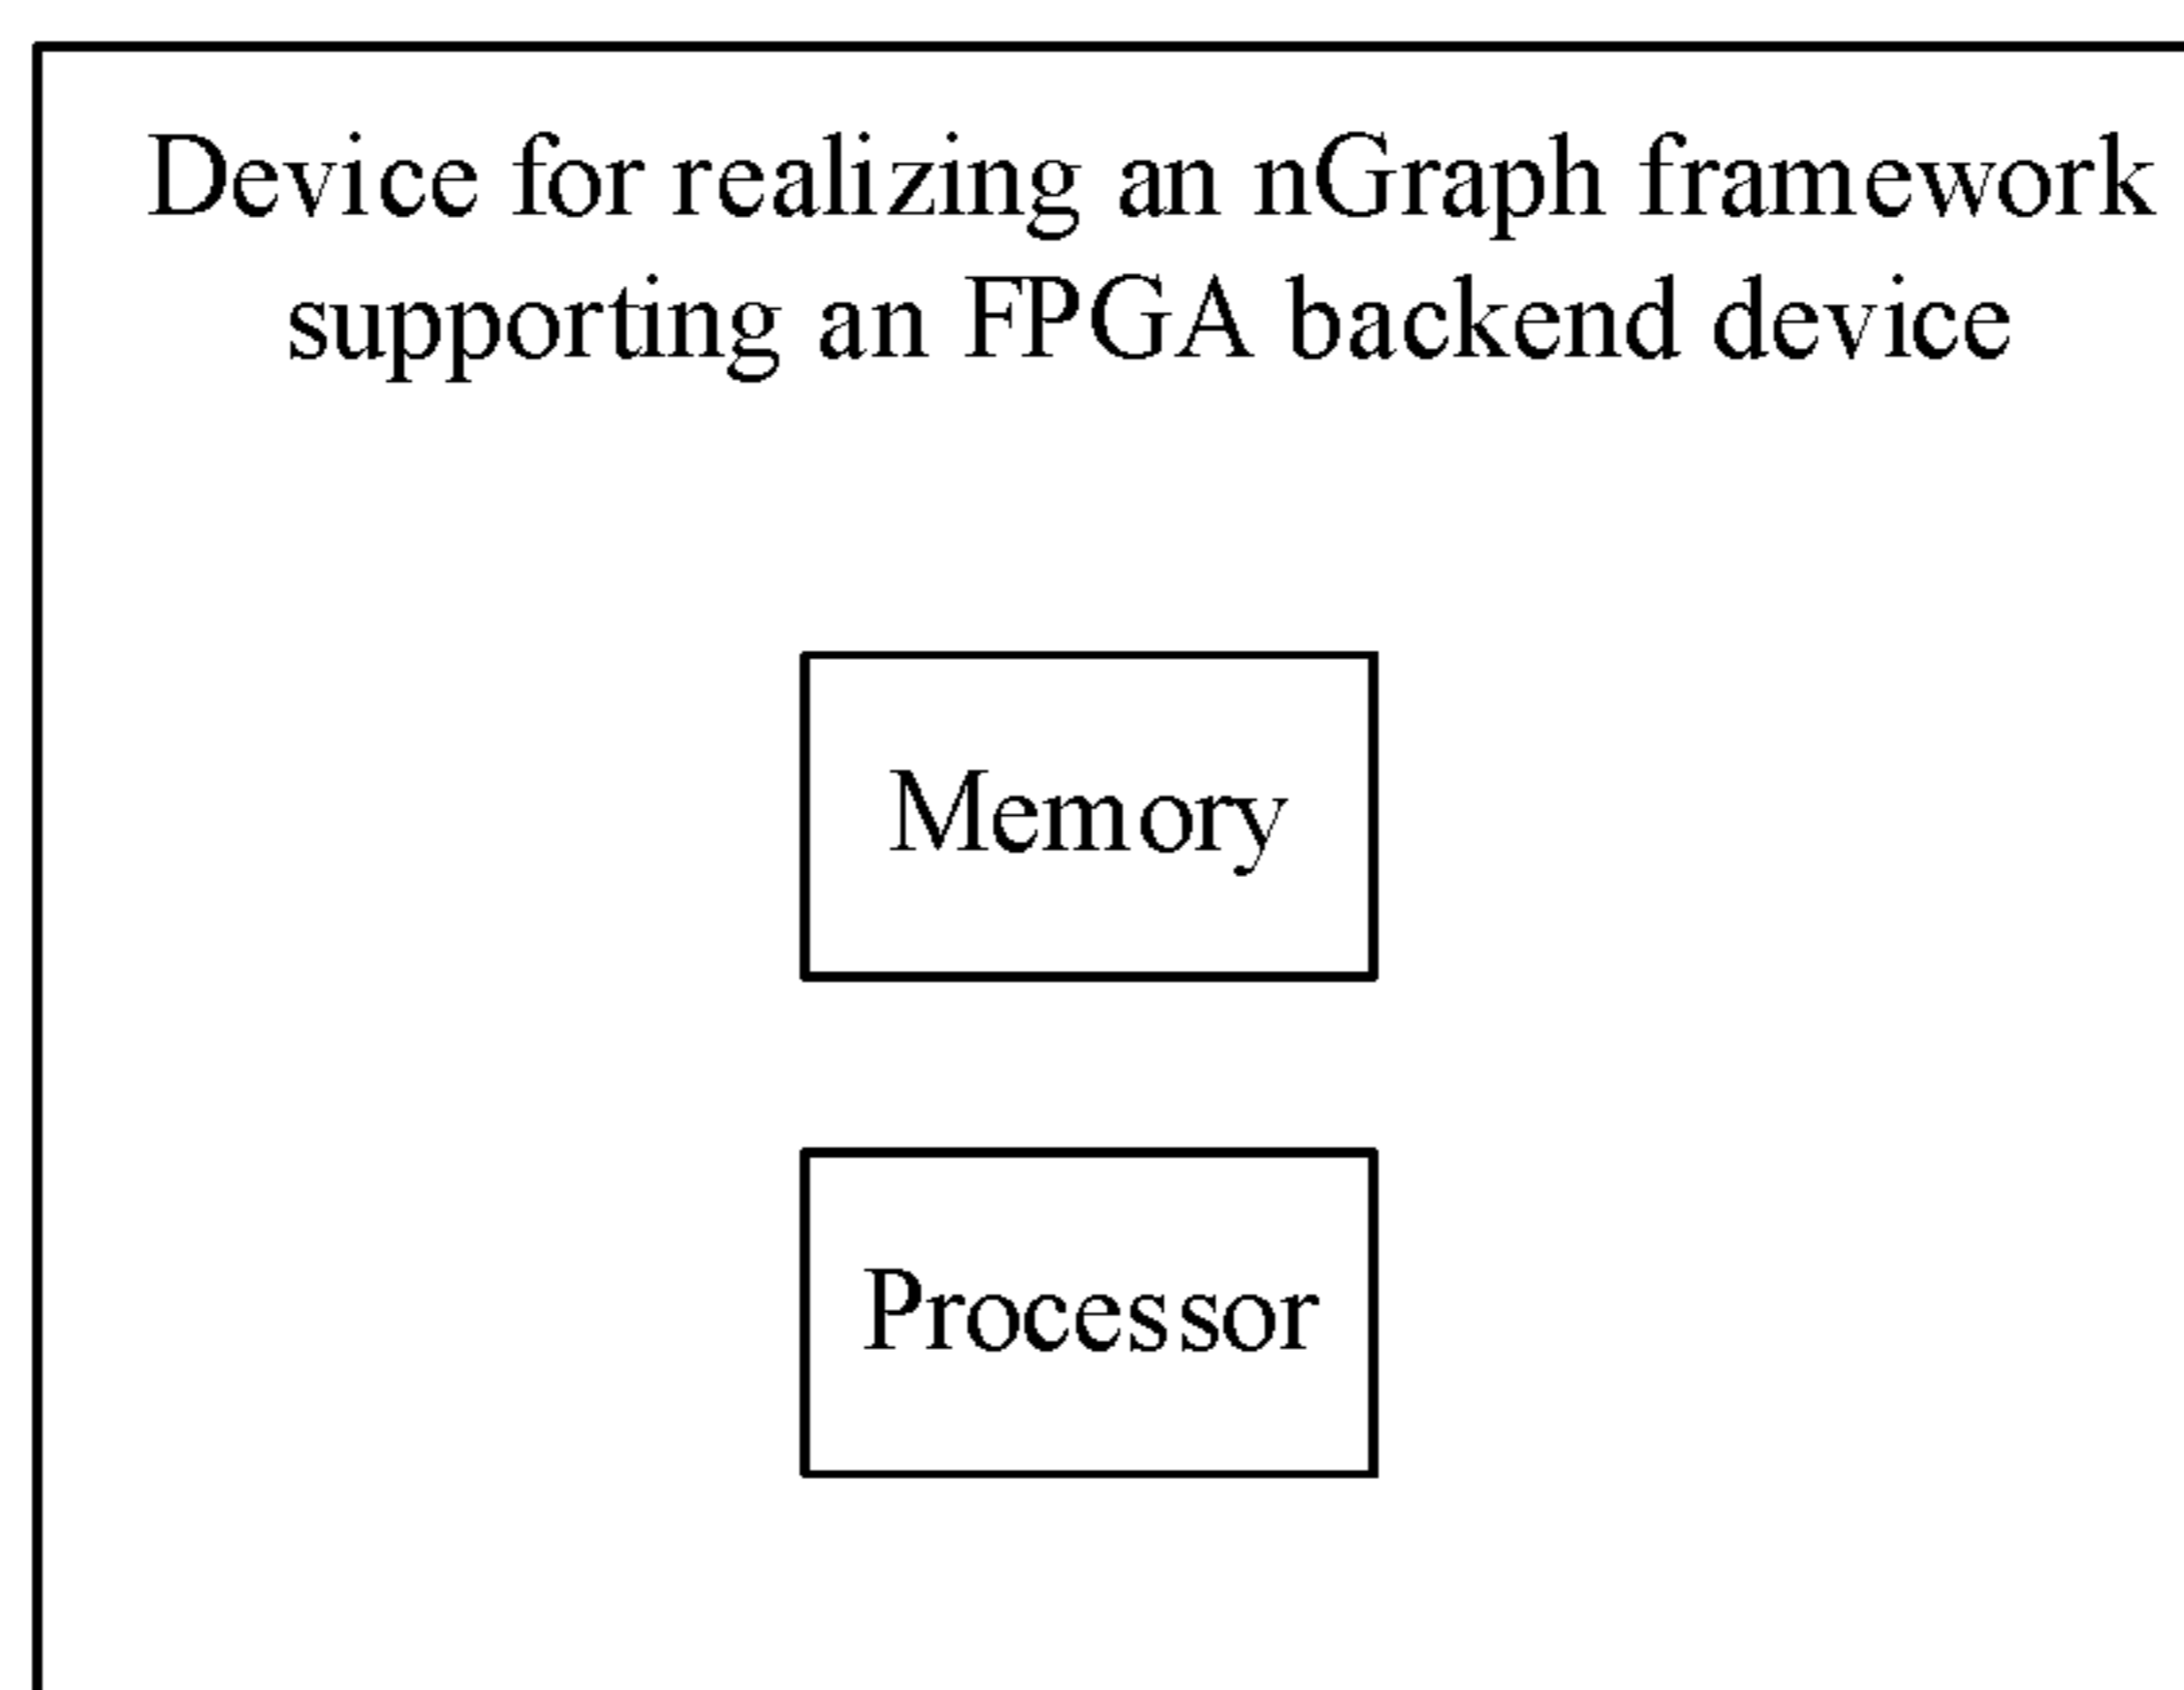 Device for realizing an nGraph framework
supporting an FPGA backend device
Memory
Processor